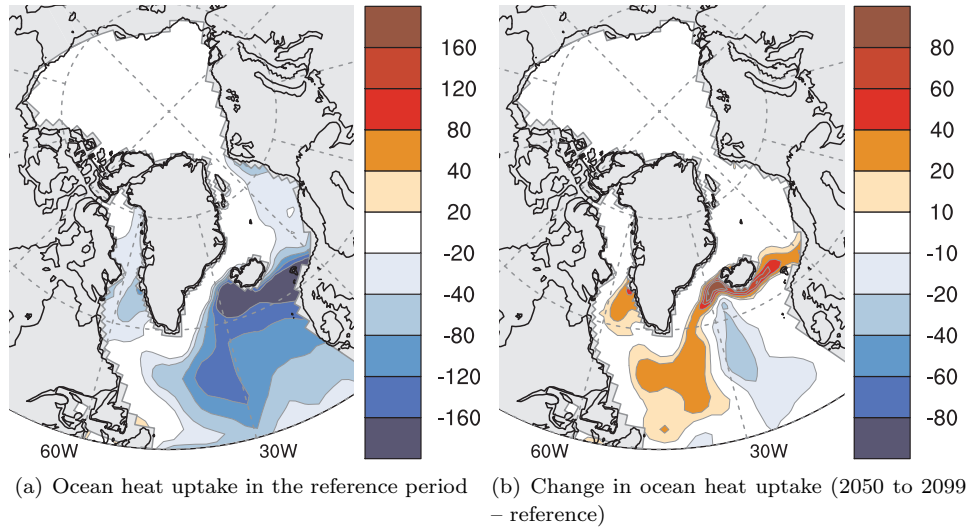 160
120
80
40
20
-20
-40
-80
-120
-160
60W
30W
80
60
40
20
10
-10
-20
-40
-60
-80
60W
30W
(a) Ocean heat uptake in the reference period
(b) Change in ocean heat uptake (2050 to 2099
– reference)